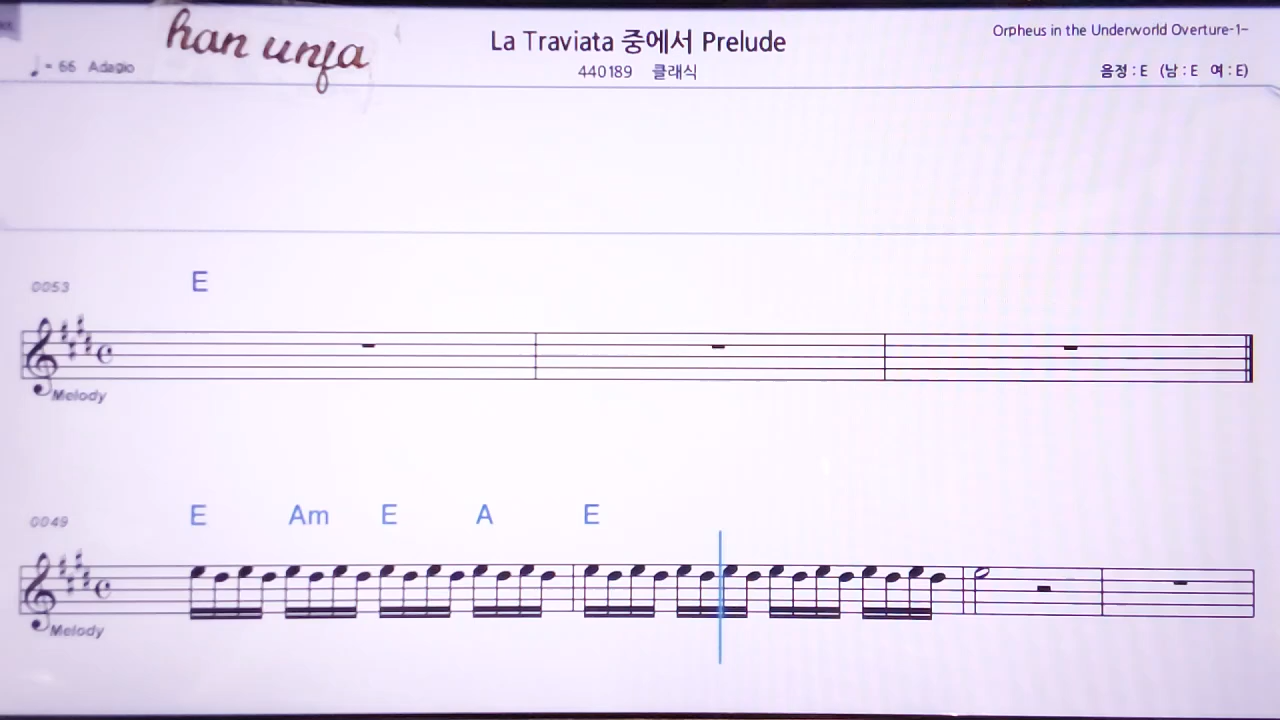 han unfa
La Traviata 중에서 Prelude
Orpheus in the Underworld Overture-1-
♩ = 66 Adagio
440189 클래식
음정 : E (남 : E 여 : E)
E
0053
Melody
E Am E A E
0049
Melody